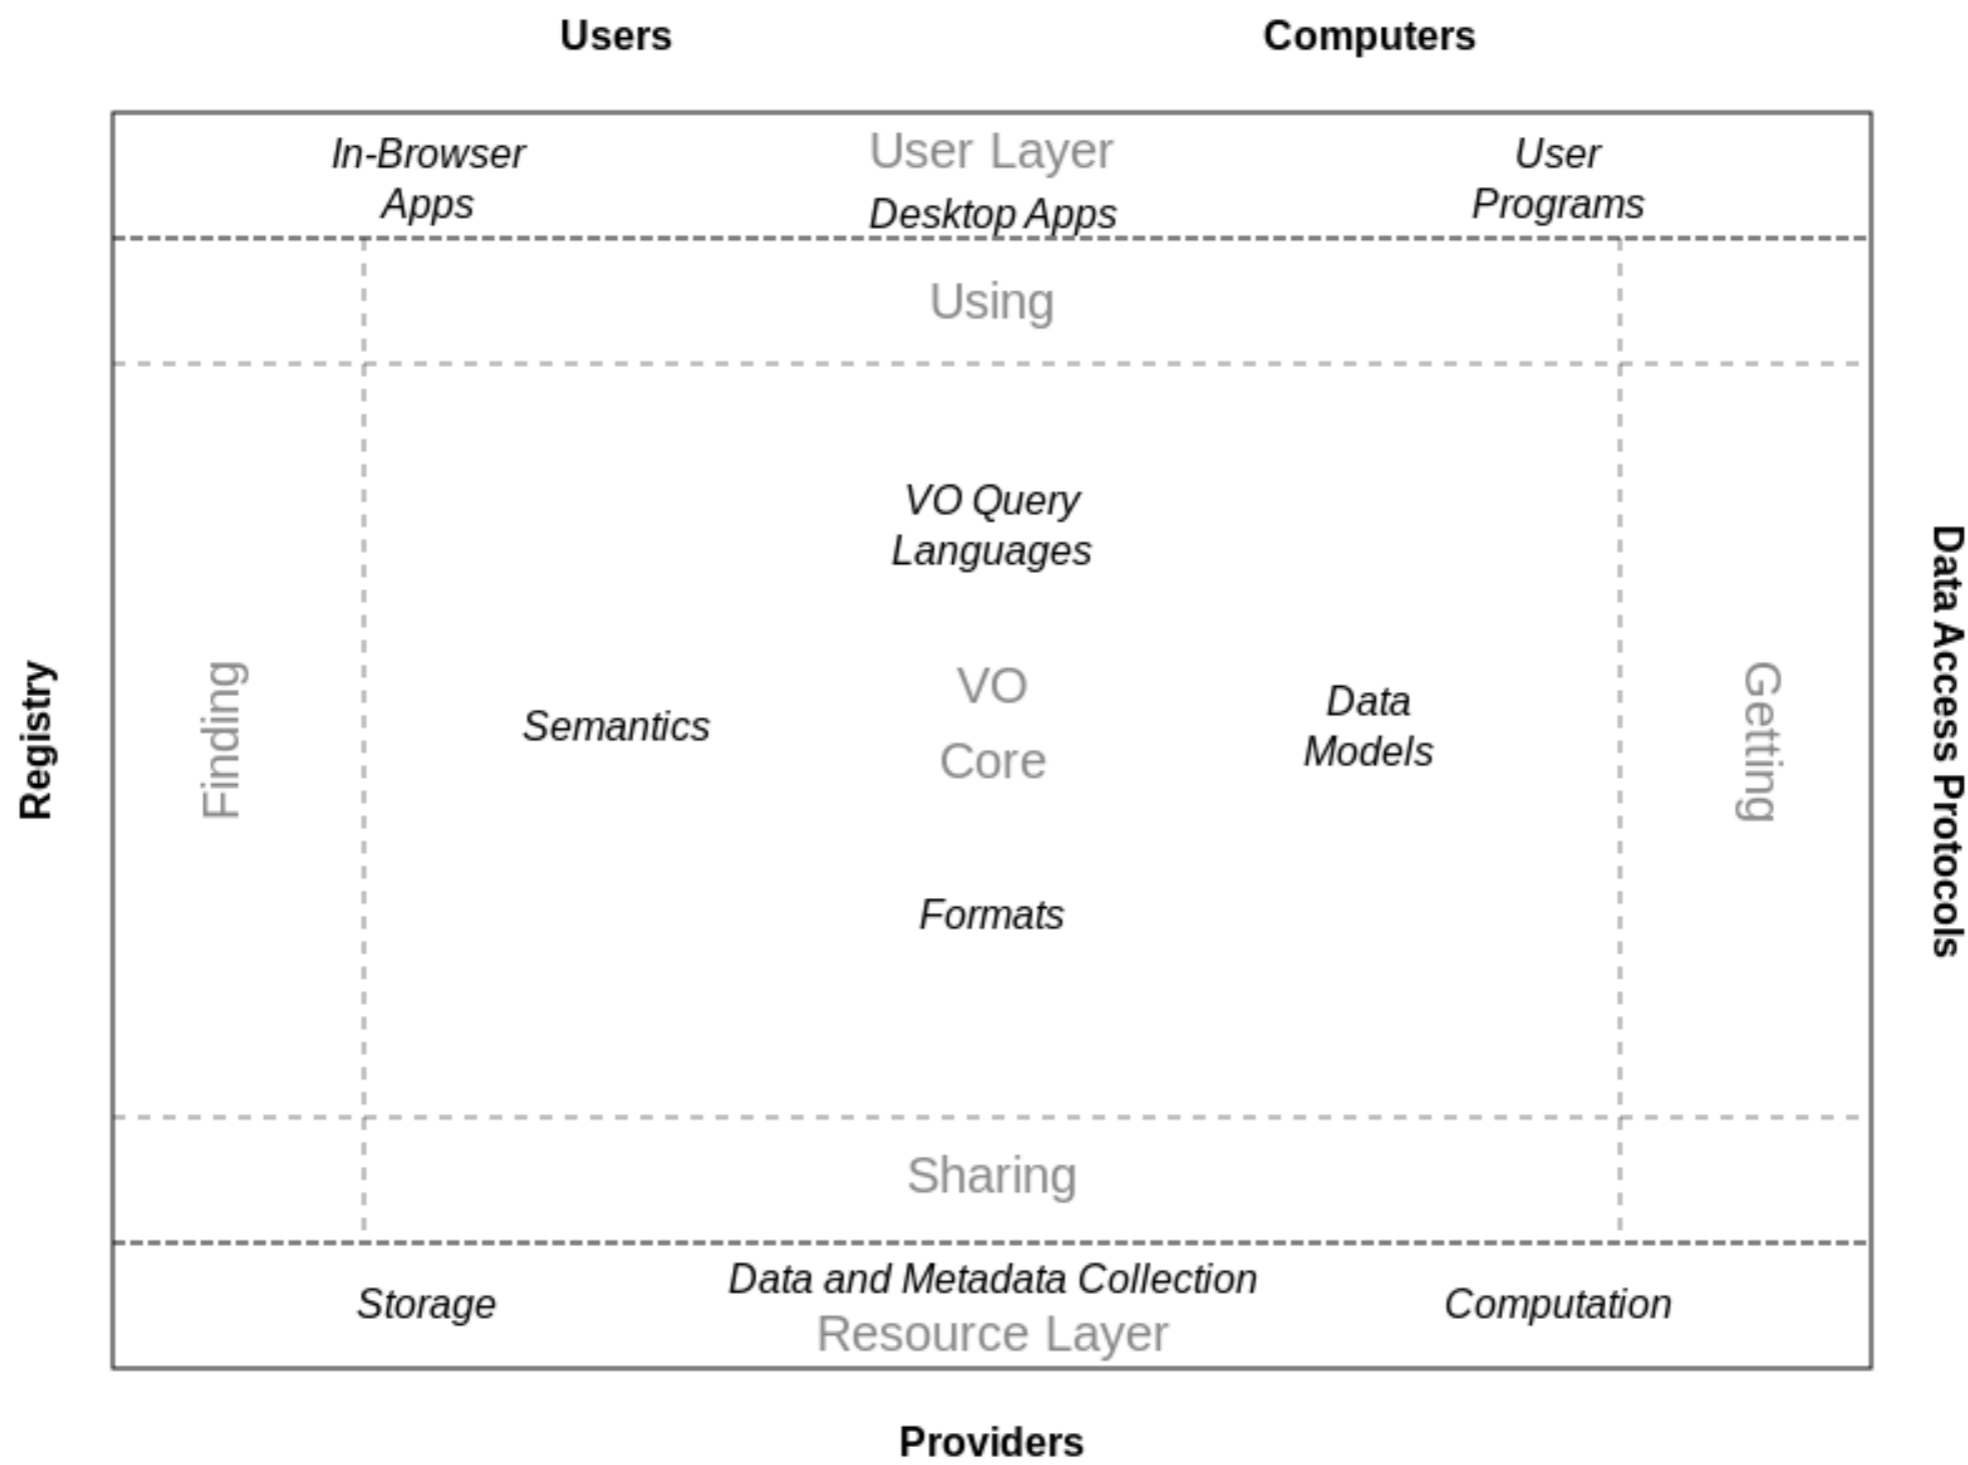 Users
Computers
In-Browser
Apps
User Layer
Desktop Apps
User
Programs
Using
Registry
Finding
VO Query
Languages
Semantics
VO
Core
Data
Models
Formats
Getting
Data Access Protocols
Sharing
Storage
Data and Metadata Collection
Resource Layer
Computation
Providers